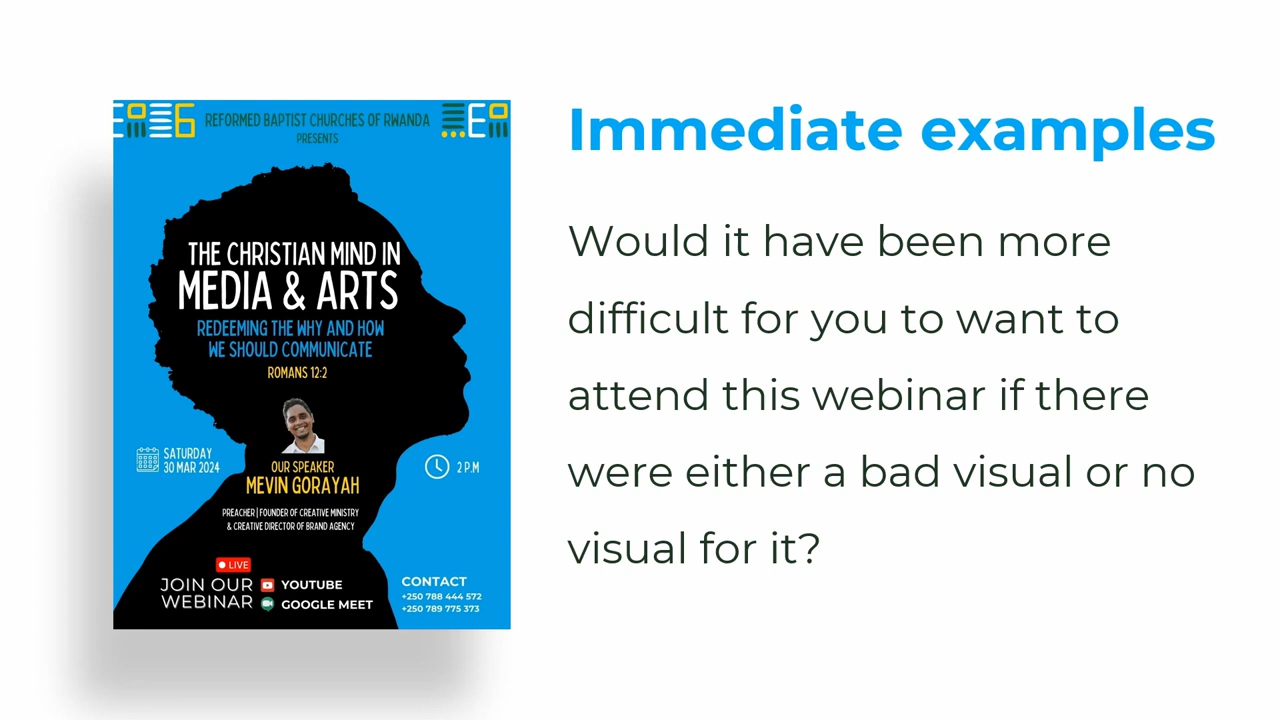 REFORMED BAPTIST CHURCHES OF RWANDA
PRESENTS
THE CHRISTIAN MIND IN
MEDIA & ARTS
REDEEMING THE WHY AND HOW
WE SHOULD COMMUNICATE
ROMANS 12:2
SATURDAY
30 MAR 2024
2 P.M
OUR SPEAKER
MEVIN GORAYAH
PREACHER | FOUNDER OF CREATIVE MINISTRY
& CREATIVE DIRECTOR OF BRAND AGENCY
LIVE
JOIN OUR
WEBINAR
YOUTUBE
GOOGLE MEET
CONTACT
+250 788 444 572
+250 789 775 373
Immediate examples
Would it have been more
difficult for you to want to
attend this webinar if there
were either a bad visual or no
visual for it?